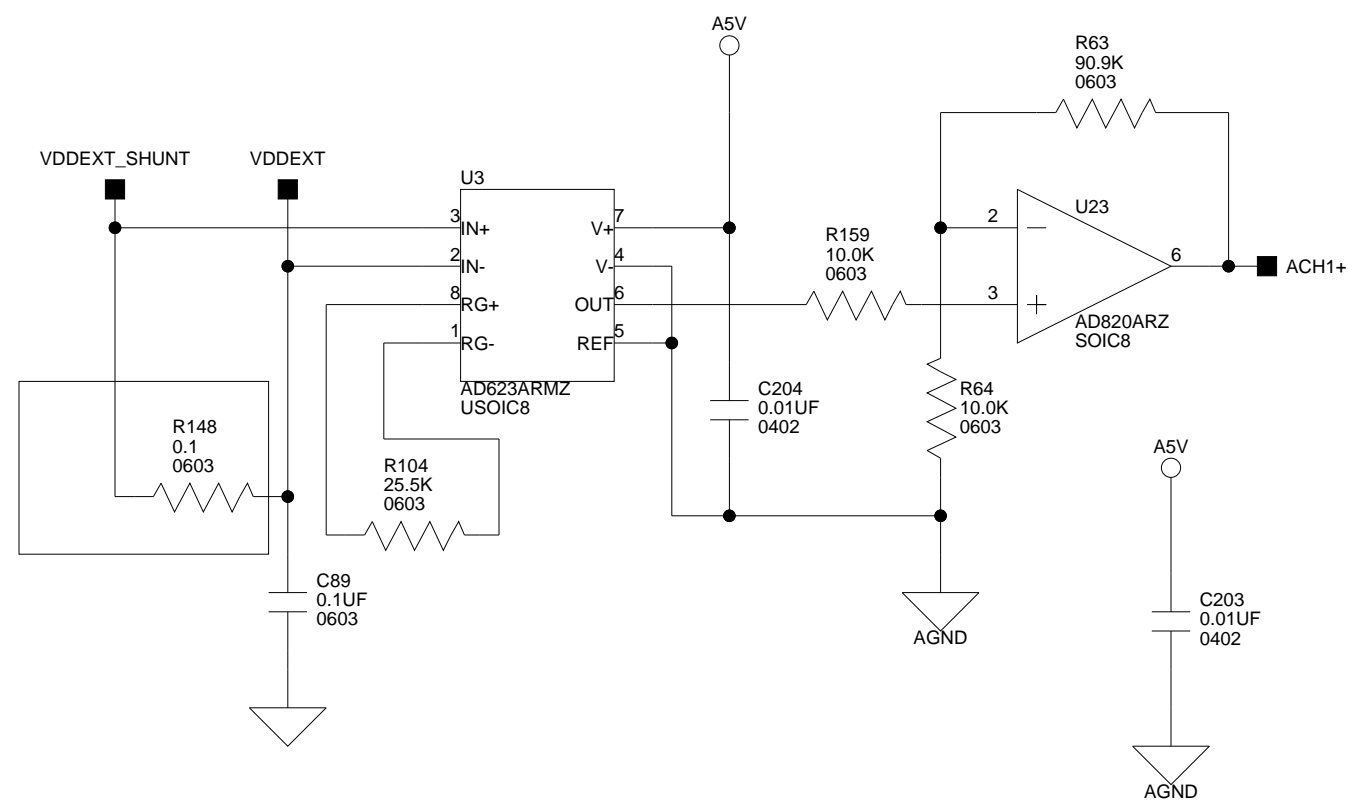 A5V
R63
90.9K
0603
VDDEXT_SHUNT
VDDEXT
U3
3
IN+
V+
7
2
IN-
V-
4
8
RG+
OUT
6
1
RG-
REF
5
AD623ARMZ
USOIC8
R159
10.0K
0603
2
U23
6
ACH1+
3
AD820ARZ
SOIC8
C204
0.01UF
0402
R64
10.0K
0603
R148
0.1
0603
R104
25.5K
0603
A5V
C89
0.1UF
0603
AGND
C203
0.01UF
0402
AGND